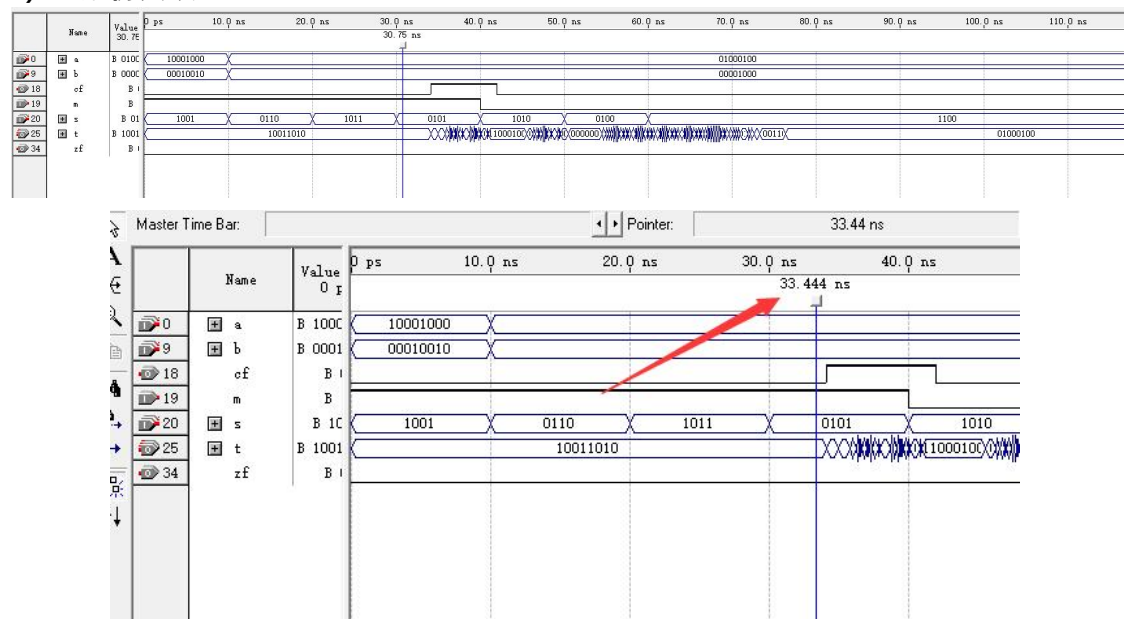 0 ps 10.0 ns 20.0 ns 30.0 ns 40.0 ns 50.0 ns 60.0 ns 70.0 ns 80.0 ns 90.0 ns 100.0 ns 110.0 ns
Name Value 30.75
30.75 ns
0 a B 0100 10001000 01000100
9 b B 0000 00010010 00001000
18 cf B
19 m B
20 s B 01 1001 0110 1011 0101 1010 0100 1100
25 t B 1001 10011010 1000100 000000 00111 01000100
34 zf B
Master Time Bar: Pointer: 33.44 ns
0 ps 10.0 ns 20.0 ns 30.0 ns 40.0 ns
Name Value 0 p
33.444 ns
0 a B 1000 10001000
9 b B 0001 00010010
18 cf B
19 m B
20 s B 10 1001 0110 1011 0101 1010
25 t B 1001 10011010 1000100
34 zf B